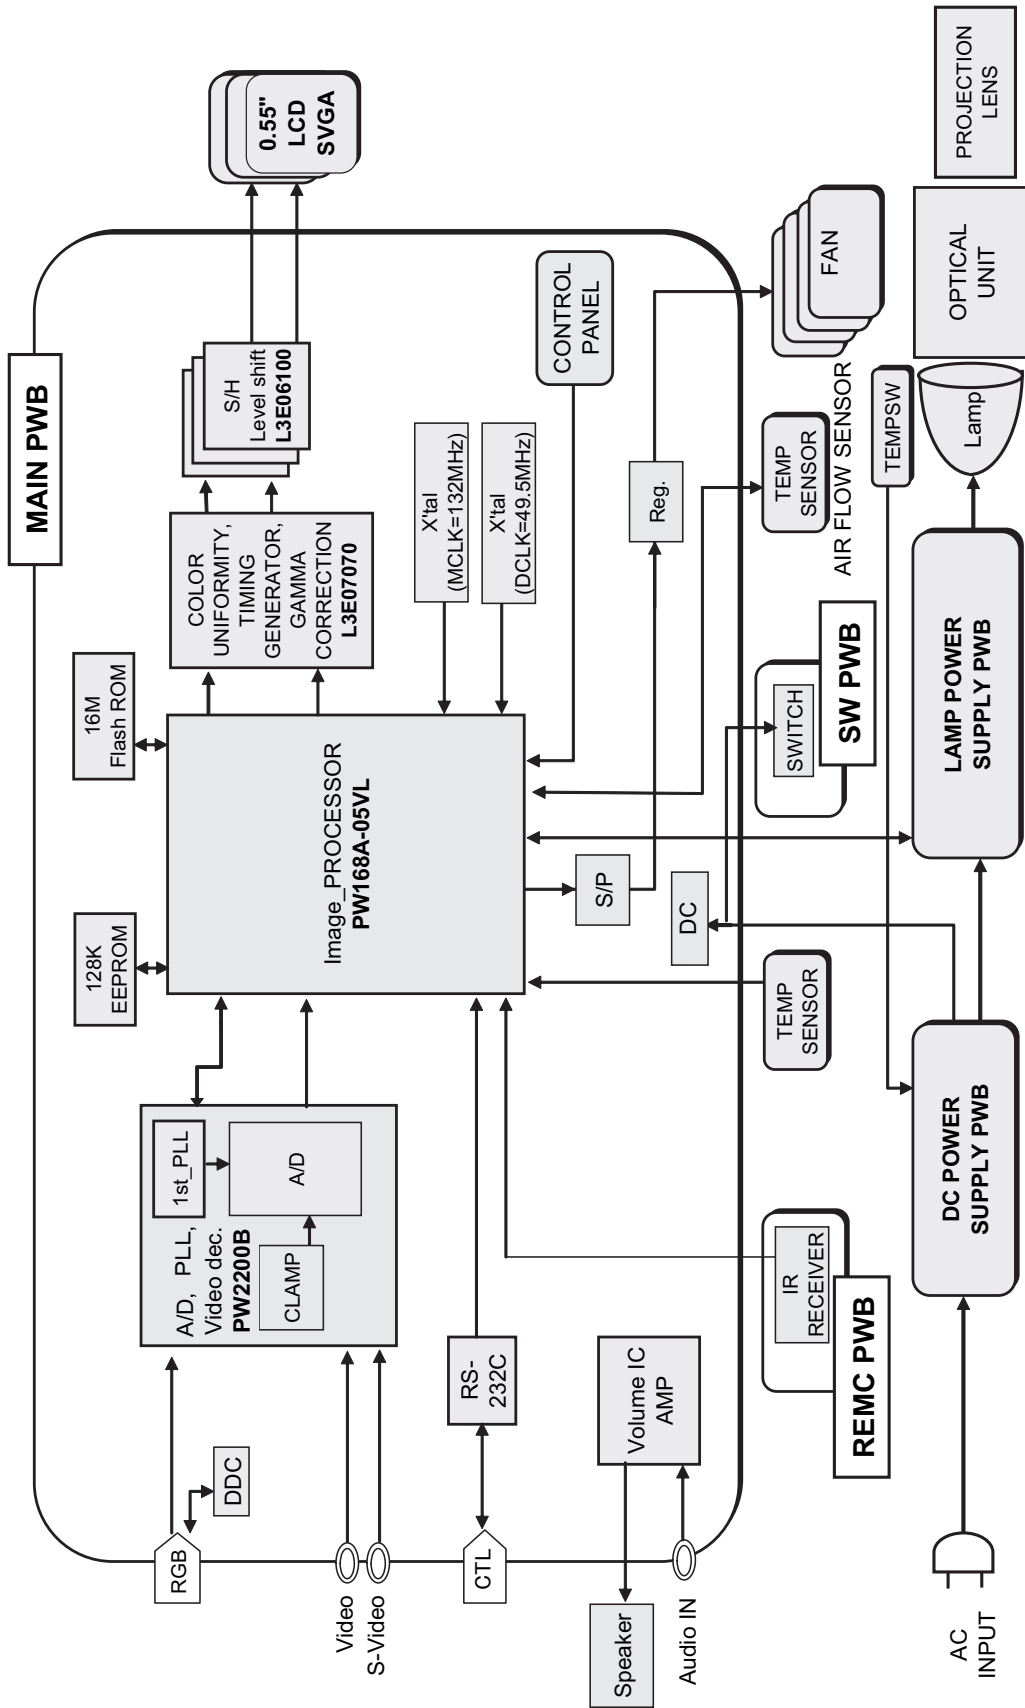 MAIN PWB
RGB
DDC
Video
S-Video
CTL
Speaker
Audio IN
AC
INPUT
A/D, PLL,
Video dec.
PW2200B
1st_PLL
A/D
CLAMP
RS-
232C
Volume IC
AMP
IR
RECEIVER
REMC PWB
128K
EEPROM
16M
Flash ROM
Image_PROCESSOR
PW168A-05VL
COLOR
UNIFORMITY,
TIMING
GENERATOR,
GAMMA
CORRECTION
L3E07070
S/H
Level shift
L3E06100
0.55"
LCD
SVGA
X'tal
(MCLK=132MHz)
X'tal
(DCLK=49.5MHz)
CONTROL
PANEL
S/P
Reg.
DC
TEMP
SENSOR
SWITCH
SW PWB
TEMP
SENSOR
AIR FLOW SENSOR
FAN
TEMPSW
DC POWER
SUPPLY PWB
LAMP POWER
SUPPLY PWB
Lamp
OPTICAL
UNIT
PROJECTION
LENS